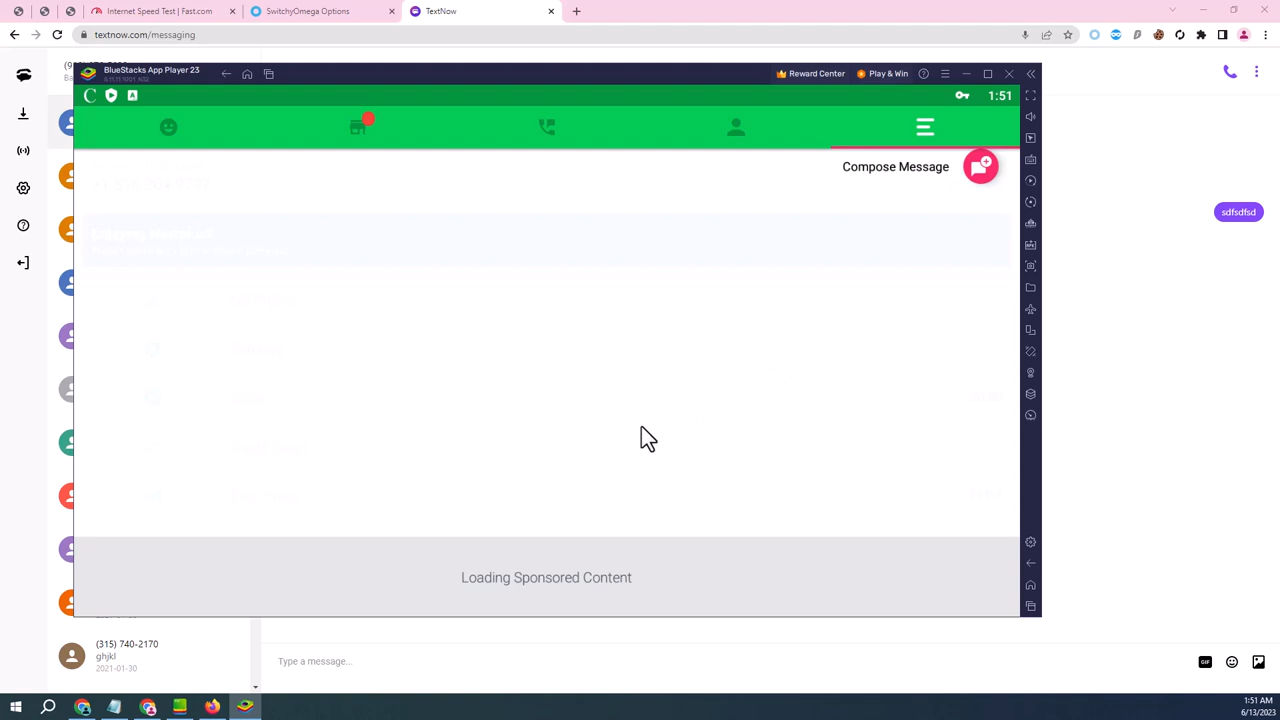 Internet Speed Test | Fast.com
SwitchyOmega Options
TextNow
textnow.com/messaging
BlueStacks App Player 23
Reward Center
Play & Win
1:51
Compose Message
sdfsdfsd
Loading Sponsored Content
(315) 740-2170
ghjkl
2021-01-30
Type a message...
GIF
1:51 AM
6/13/2023